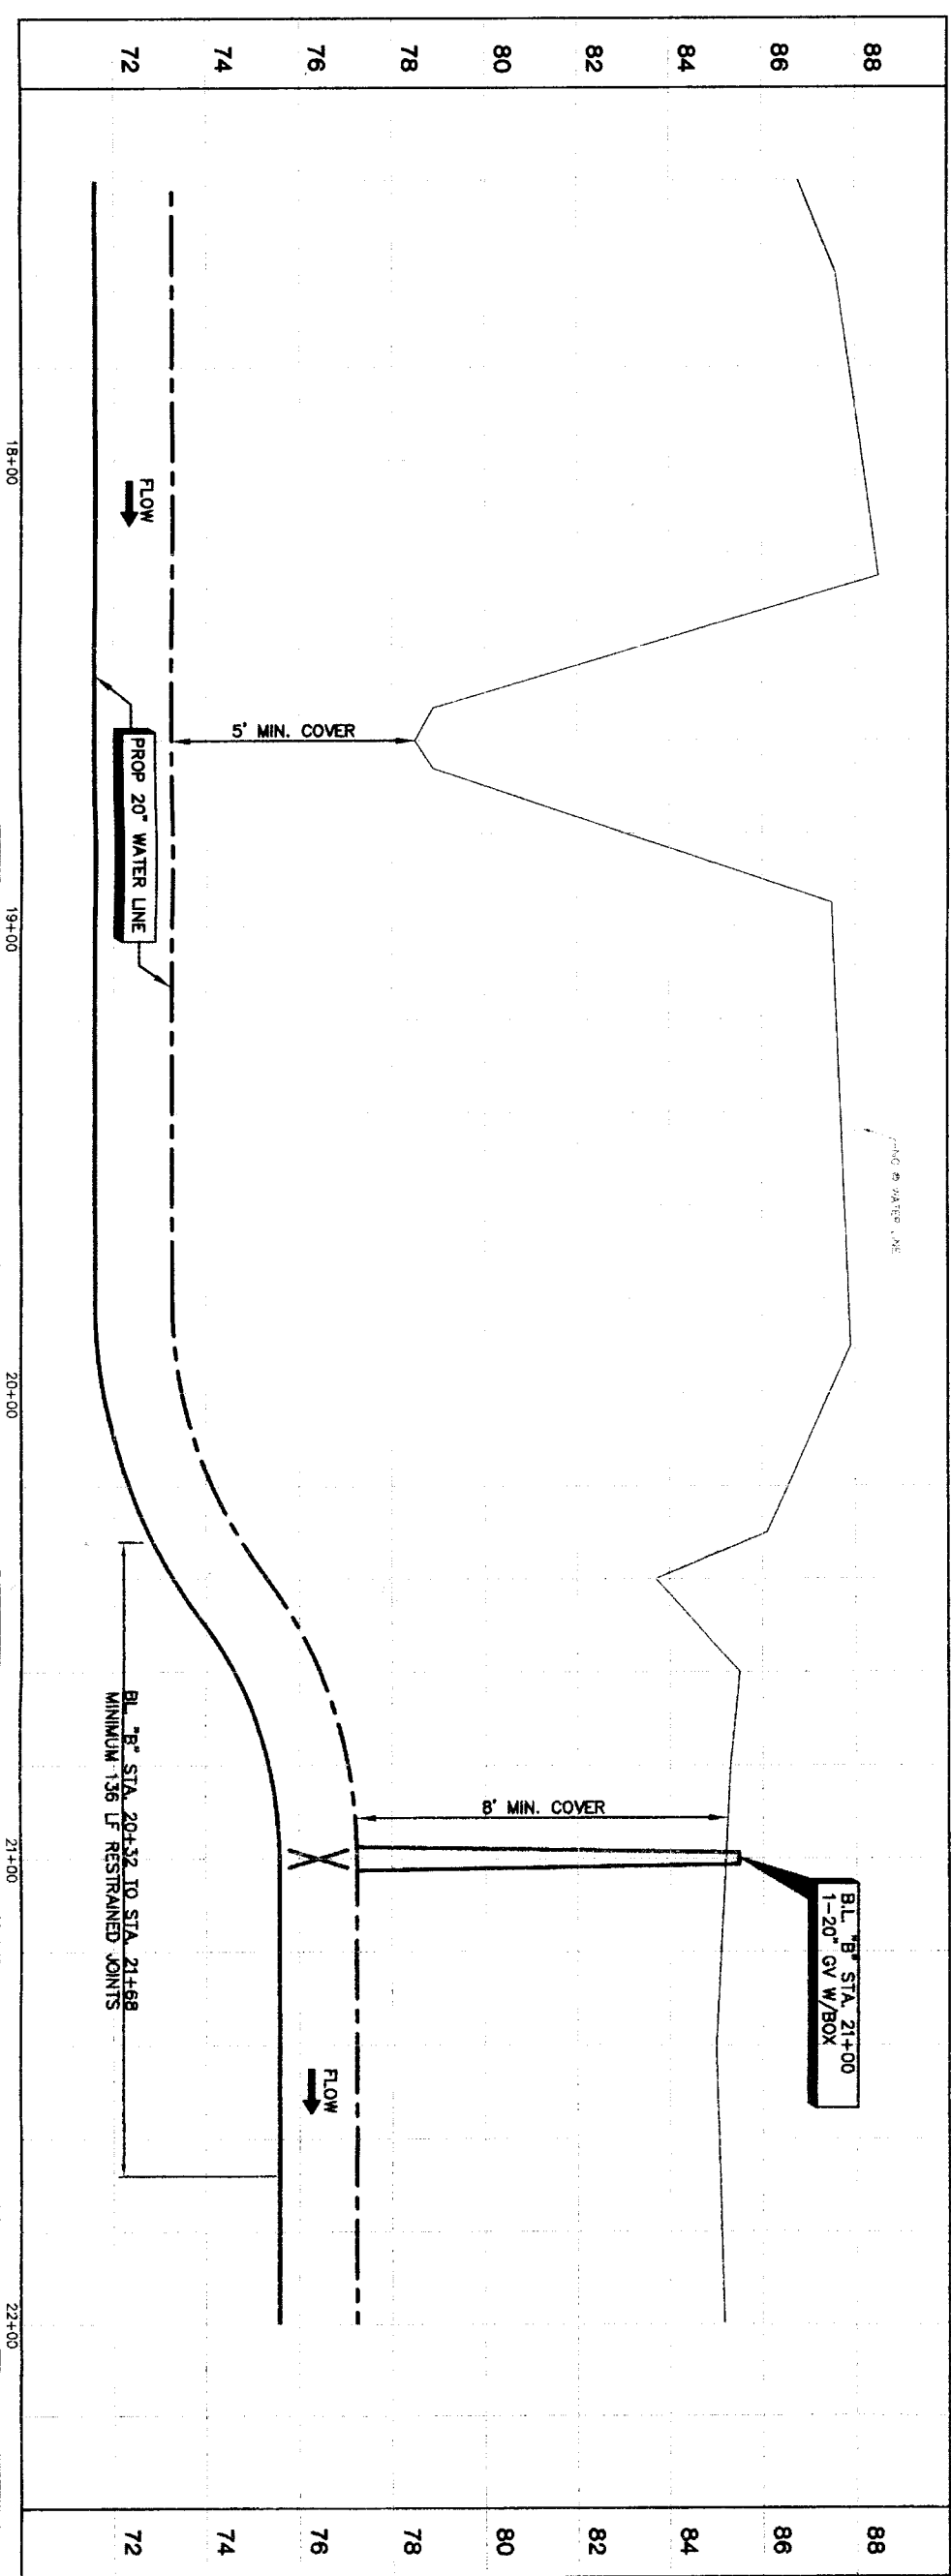 88
86
84
82
80
78
76
74
72
88
86
84
82
80
78
76
74
72
WATER
B.L. "B" STA. 21+00
1-20" GV W/BOX
5' MIN. COVER
8' MIN. COVER
FLOW
FLOW
PROP 20" WATER LINE
BL. "B" STA. 20+32 TO STA. 21+68
MINIMUM 136 LF RESTRAINED JOINTS
18+00
19+00
20+00
21+00
22+00